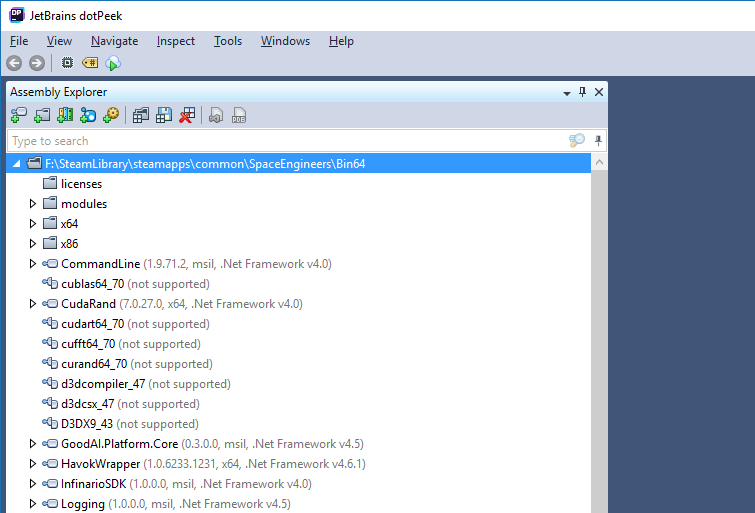 DP JetBrains dotPeek
File View Navigate Inspect Tools Windows Help
Assembly Explorer
Type to search
F:\SteamLibrary\steamapps\common\SpaceEngineers\Bin64
licenses
modules
x64
x86
CommandLine (1.9.71.2, msil, .Net Framework v4.0)
cublas64_70 (not supported)
CudaRand (7.0.27.0, x64, .Net Framework v4.0)
cudart64_70 (not supported)
cufft64_70 (not supported)
curand64_70 (not supported)
d3dcompiler_47 (not supported)
d3dcsx_47 (not supported)
D3DX9_43 (not supported)
GoodAI.Platform.Core (0.3.0.0, msil, .Net Framework v4.5)
HavokWrapper (1.0.6233.1231, x64, .Net Framework v4.6.1)
InfinarioSDK (1.0.0.0, msil, .Net Framework v4.0)
Logging (1.0.0.0, msil, .Net Framework v4.5)